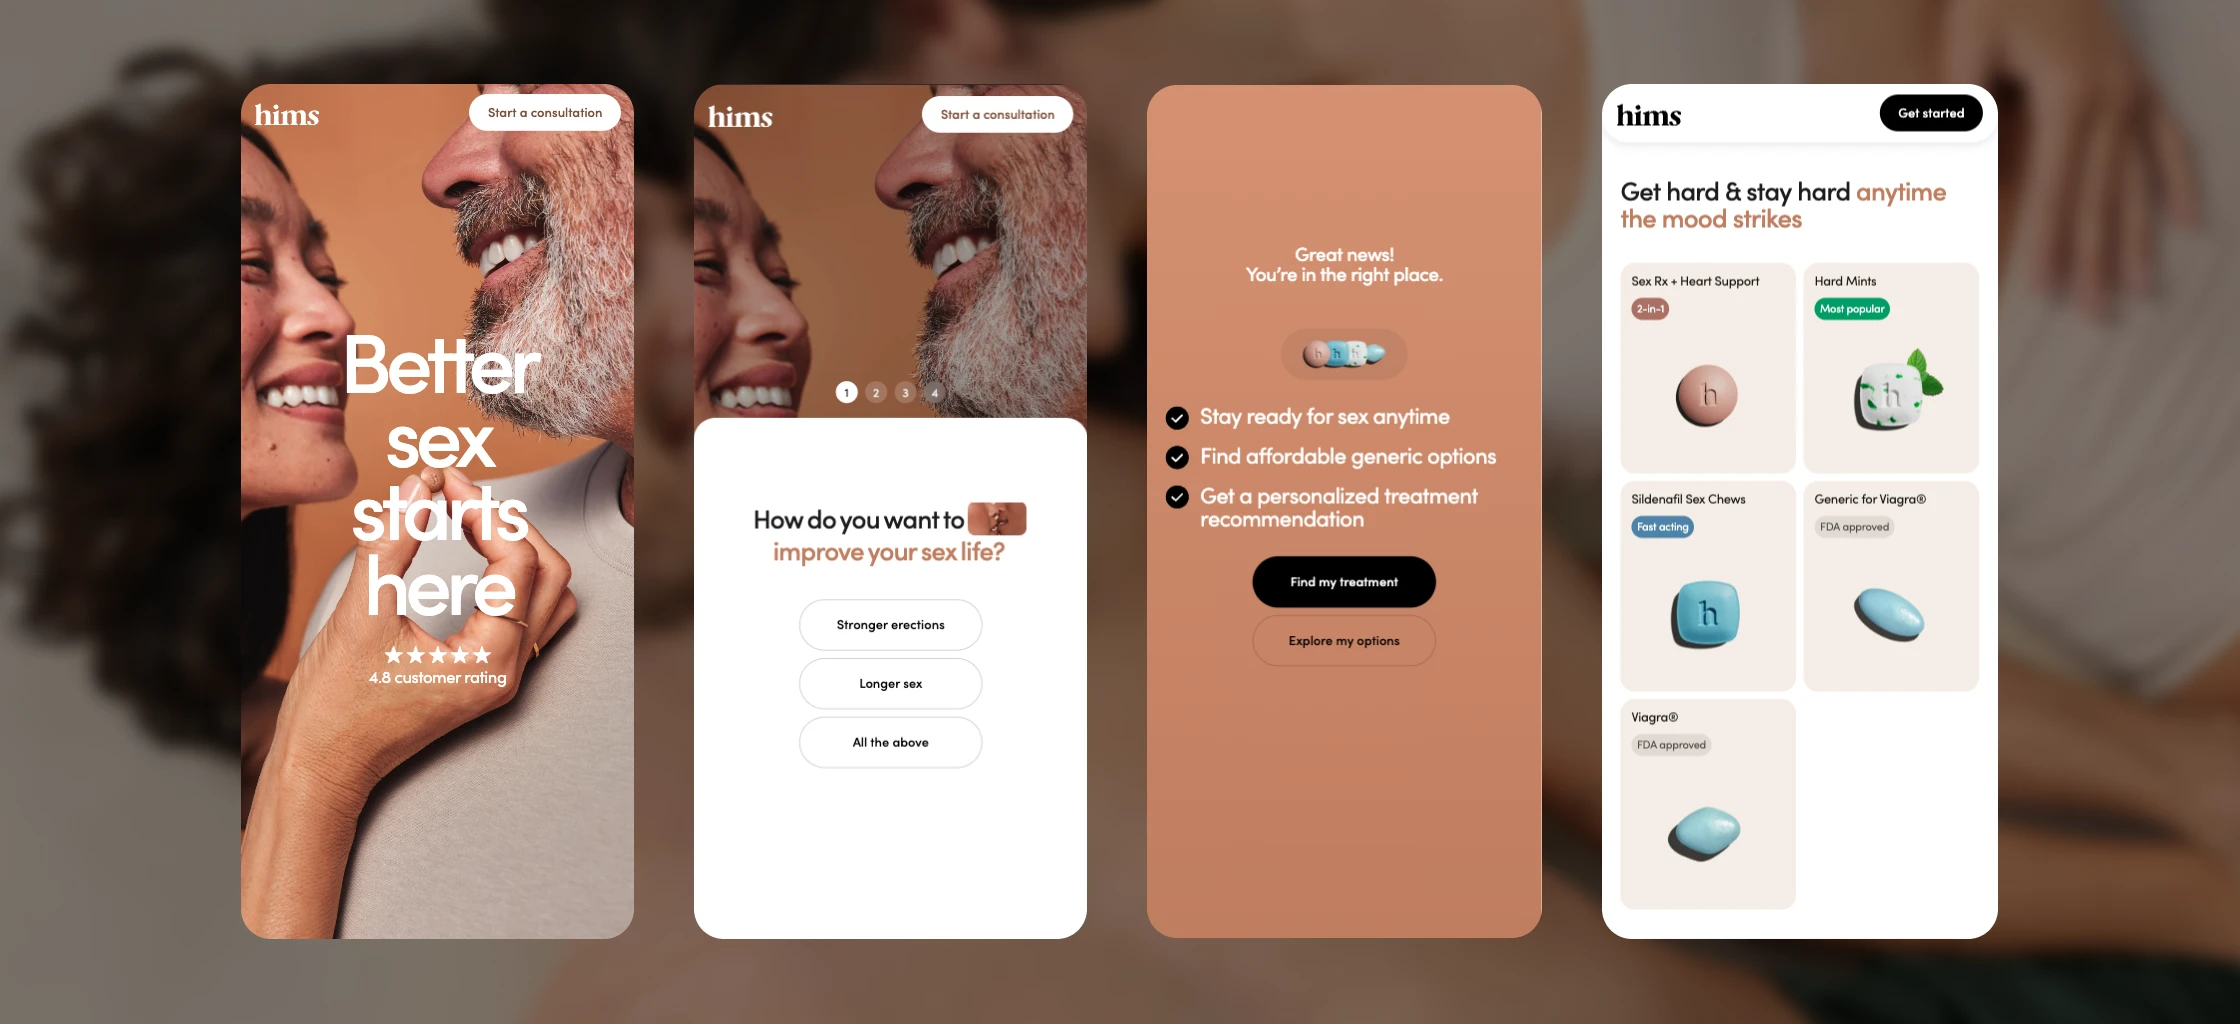 hims
Start a consultation
Better
sex
starts
here
4.8 customer rating
hims
Start a consultation
1 2 3 4
How do you want to
improve your sex life?
Stronger erections
Longer sex
All the above
Great news!
You're in the right place.
h h h
Stay ready for sex anytime
Find affordable generic options
Get a personalized treatment
recommendation
Find my treatment
Explore my options
hims
Get started
Get hard & stay hard anytime
the mood strikes
Sex Rx + Heart Support
2-in-1
h
Hard Mints
Most popular
h
Sildenafil Sex Chews
Fast acting
h
Generic for Viagra®
FDA approved
Viagra®
FDA approved